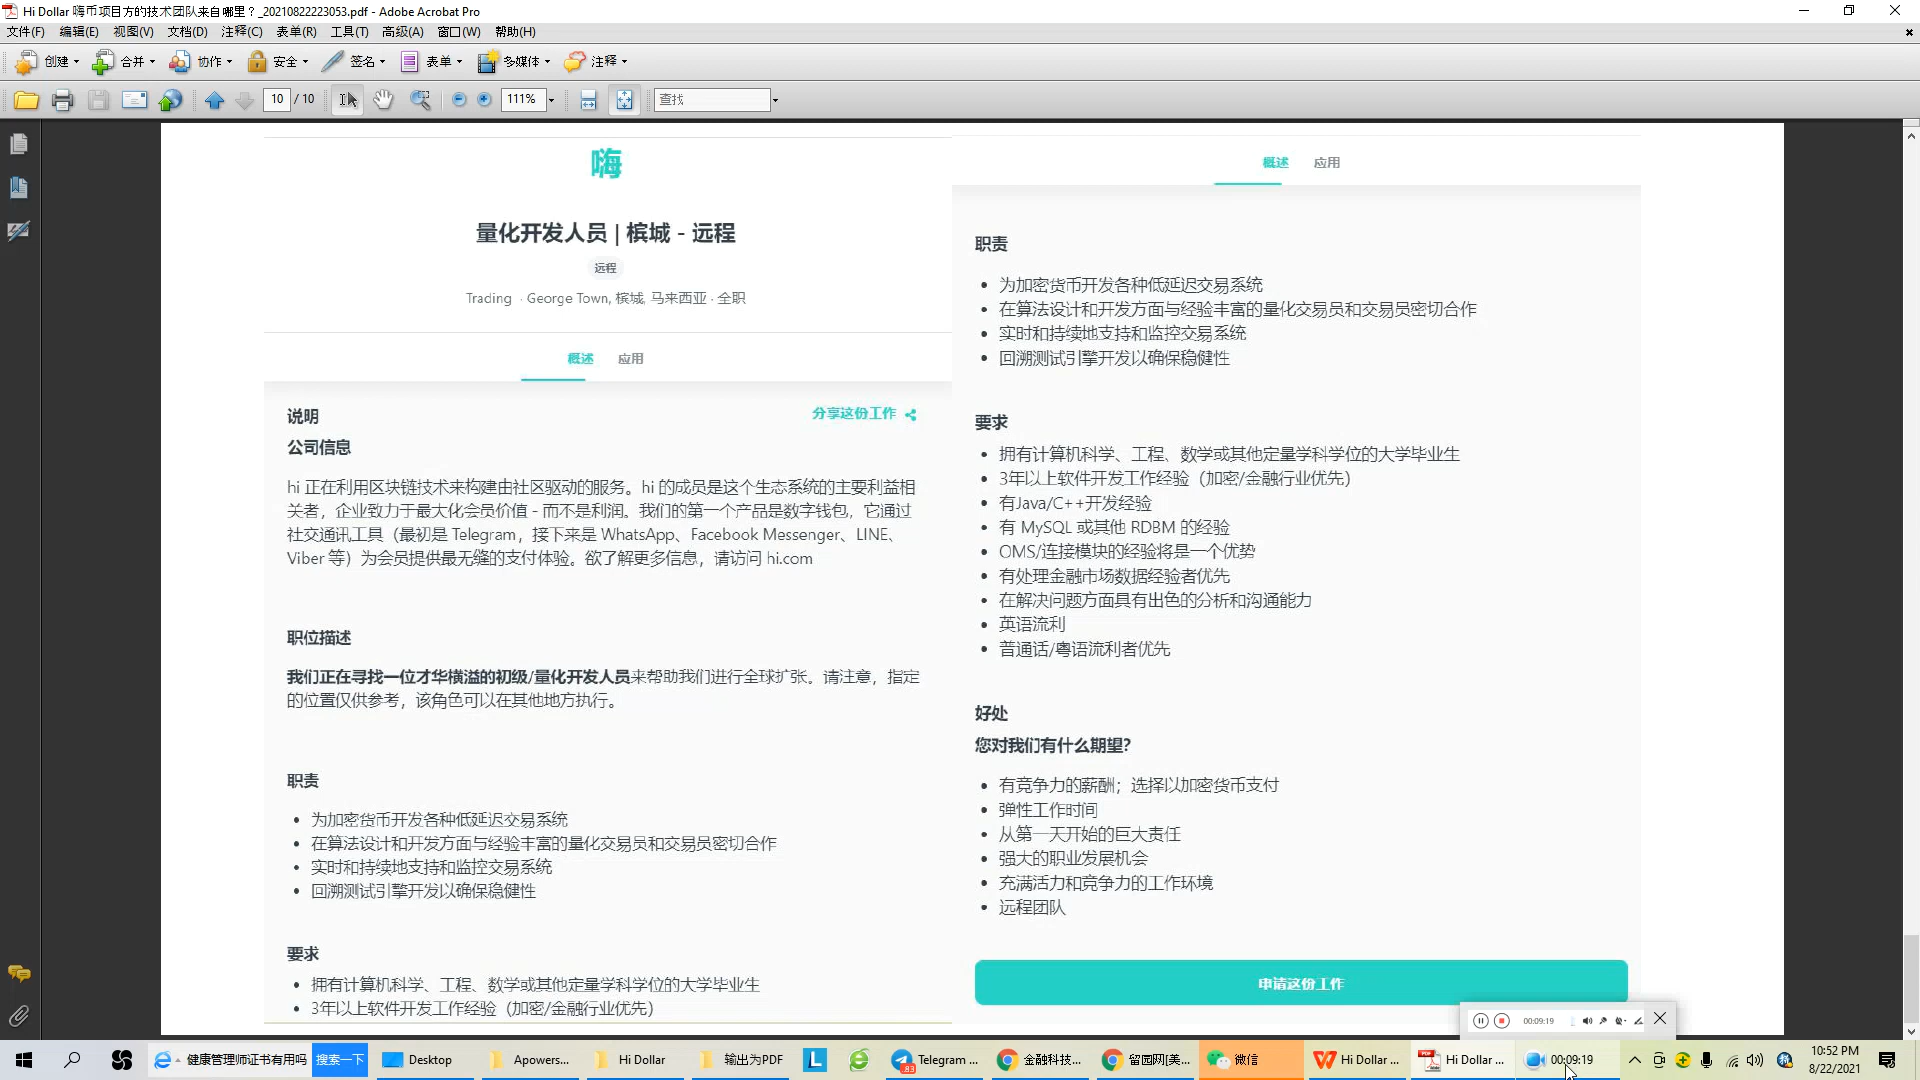 Hi Dollar 嗨币项目方的技术团队来自哪里？_20210822223053.pdf - Adobe Acrobat Pro
文件(F) 编辑(E) 视图(V) 文档(D) 注释(C) 表单(R) 工具(T) 高级(A) 窗口(W) 帮助(H)
创建 合并 协作 安全 签名 表单 多媒体 注释
10 / 10 111% 查找
嗨
量化开发人员 | 槟城 - 远程
远程
Trading · George Town, 槟城, 马来西亚 · 全职
概述 应用
说明
分享这份工作
公司信息
hi 正在利用区块链技术来构建由社区驱动的服务。hi 的成员是这个生态系统的主要利益相
关者，企业致力于最大化会员价值 - 而不是利润。我们的第一个产品是数字钱包，它通过
社交通讯工具（最初是 Telegram，接下来是 WhatsApp、Facebook Messenger、LINE、
Viber 等）为会员提供最无缝的支付体验。欲了解更多信息，请访问 hi.com
职位描述
我们正在寻找一位才华横溢的初级/量化开发人员来帮助我们进行全球扩张。请注意，指定
的位置仅供参考，该角色可以在其他地方执行。
职责
为加密货币开发各种低延迟交易系统
在算法设计和开发方面与经验丰富的量化交易员和交易员密切合作
实时和持续地支持和监控交易系统
回溯测试引擎开发以确保稳健性
要求
拥有计算机科学、工程、数学或其他定量学科学位的大学毕业生
3年以上软件开发工作经验（加密/金融行业优先）
概述 应用
职责
为加密货币开发各种低延迟交易系统
在算法设计和开发方面与经验丰富的量化交易员和交易员密切合作
实时和持续地支持和监控交易系统
回溯测试引擎开发以确保稳健性
要求
拥有计算机科学、工程、数学或其他定量学科学位的大学毕业生
3年以上软件开发工作经验（加密/金融行业优先）
有Java/C++开发经验
有 MySQL 或其他 RDBM 的经验
OMS/连接模块的经验将是一个优势
有处理金融市场数据经验者优先
在解决问题方面具有出色的分析和沟通能力
英语流利
普通话/粤语流利者优先
好处
您对我们有什么期望？
有竞争力的薪酬；选择以加密货币支付
弹性工作时间
从第一天开始的巨大责任
强大的职业发展机会
充满活力和竞争力的工作环境
远程团队
申请这份工作
00:09:19
健康管理师证书有用吗 搜索一下 Desktop Apowers... Hi Dollar 输出为PDF L Telegram ... 83 金融科技... 留园网[美... 微信 Hi Dollar ... Hi Dollar ... 00:09:19
10:52 PM
8/22/2021